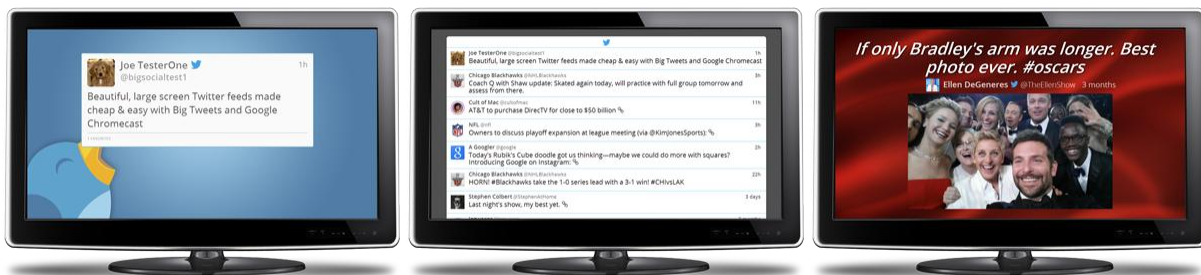 Joe TesterOne
1h
@bigsocialtest1
Beautiful, large screen Twitter feeds made
cheap & easy with Big Tweets and Google
Chromecast
Joe TesterOne @bigsocialtest1
1h
Beautiful, large screen Twitter feeds made cheap & easy with Big Tweets and Google Chromecast
Chicago Blackhawks @NHLBlackhawks
Coach Q with Shaw update: Skated again today, will practice with full group tomorrow and
assess from there.
Cult of Mac @cultofmac
11h
AT&T to purchase DirecTV for close to $50 billion
NFL @nfl
Owners to discuss playoff expansion at league meeting (via @KimJonesSports):
A Googler @google
2h
Today's Rubik's Cube doodle got us thinking—maybe we could do more with squares?
Introducing Google on Instagram:
Chicago Blackhawks @NHLBlackhawks
22h
HORN! #Blackhawks take the 1-0 series lead with a 3-1 win! #CHIvsLAK
Stephen Colbert @StephenAtHome
3 days
Last night's show, my best yet.
If only Bradley's arm was longer. Best
photo ever. #oscars
Ellen DeGeneres @TheEllenShow 3 months